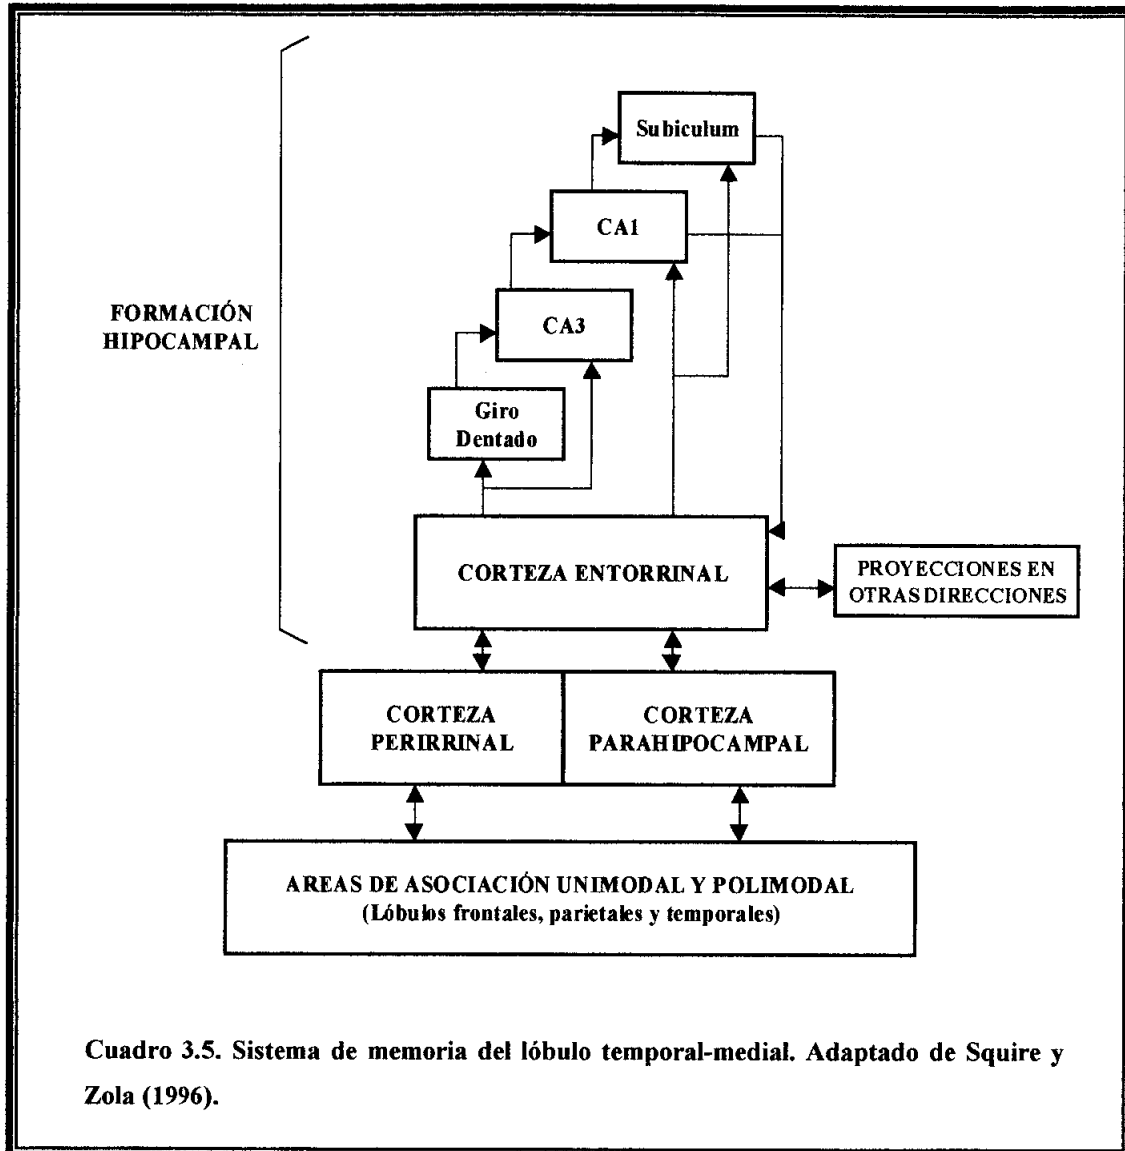 Subiculum
CA1
FORMACIÓN
HIPOCAMPAL
CA3
Giro
Dentado
CORTEZA ENTORRINAL
PROYECCIONES EN
OTRAS DIRECCIONES
CORTEZA
PERIRRINAL
CORTEZA
PARAHIPOCAMPAL
AREAS DE ASOCIACIÓN UNIMODAL Y POLIMODAL
(Lóbulos frontales, parietales y temporales)
Cuadro 3.5. Sistema de memoria del lóbulo temporal-medial. Adaptado de Squire y
Zola (1996).